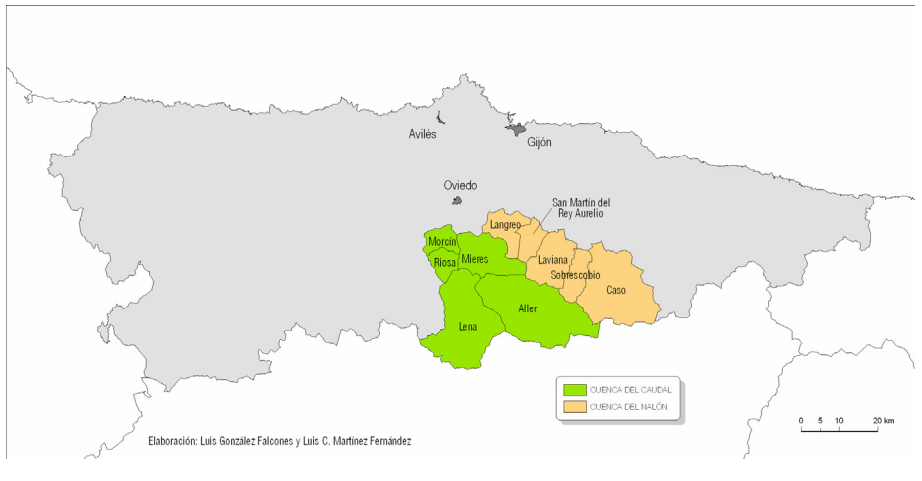 Avilés
Gijón
Oviedo
San Martín del
Rey Aurelio
Langreo
Morcín
Riosa
Mieres
Laviana
Sobrescobio
Caso
Aller
Lena
CUENCA DEL CAUDAL
CUENCA DEL NALÓN
0 5 10 20 km
Elaboración: Luis González Falcones y Luis C. Martínez Fernández